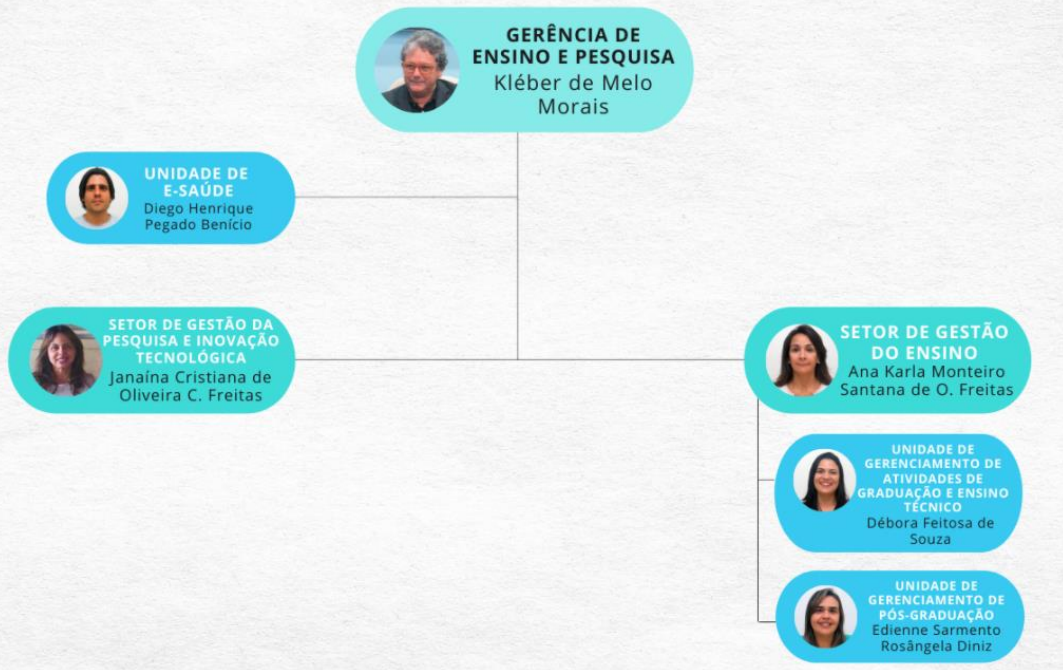 GERÊNCIA DE
ENSINO E PESQUISA
Kléber de Melo
Morais
UNIDADE DE
E-SAÚDE
Diego Henrique
Pegado Benício
SETOR DE GESTÃO DA
PESQUISA E INOVAÇÃO
TECNOLÓGICA
Janaína Cristiana de
Oliveira C. Freitas
SETOR DE GESTÃO
DO ENSINO
Ana Karla Monteiro
Santana de O. Freitas
UNIDADE DE
GERENCIAMENTO DE
ATIVIDADES DE
GRADUAÇÃO E ENSINO
TÉCNICO
Débora Feitosa de
Souza
UNIDADE DE
GERENCIAMENTO DE
PÓS-GRADUAÇÃO
Edienne Sarmento
Rosângela Diniz